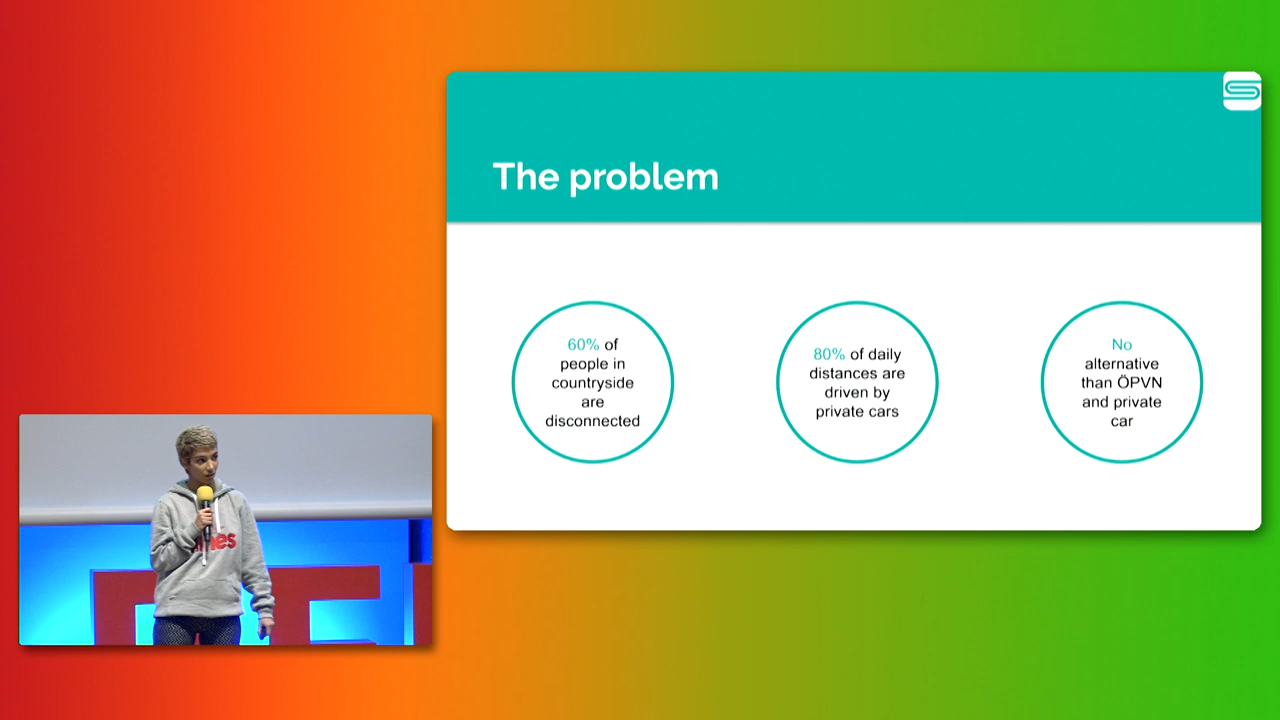 The problem
60% of
people in
countryside
are
disconnected
80% of daily
distances are
driven by
private cars
No
alternative
than ÖPVN
and private
car